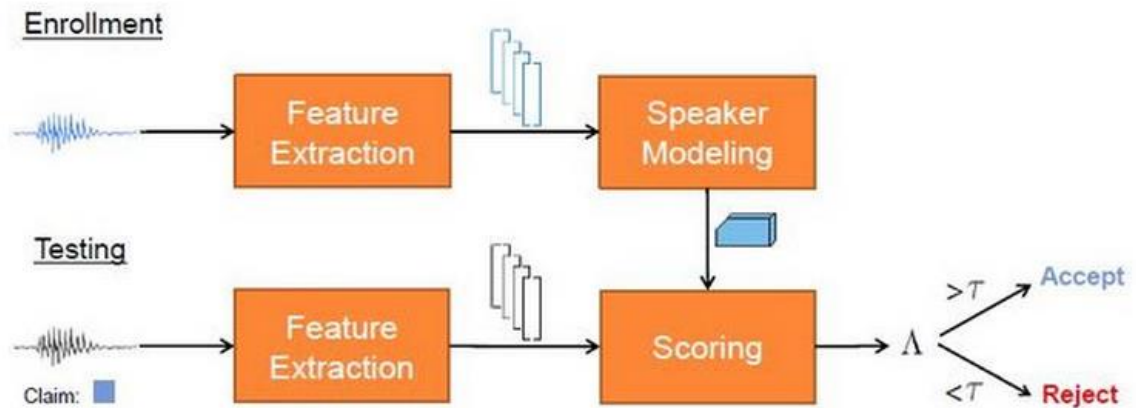 Enrollment
Feature
Extraction
Speaker
Modeling
Testing
Feature
Extraction
Scoring
Λ
>τ
Accept
<τ
Reject
Claim: